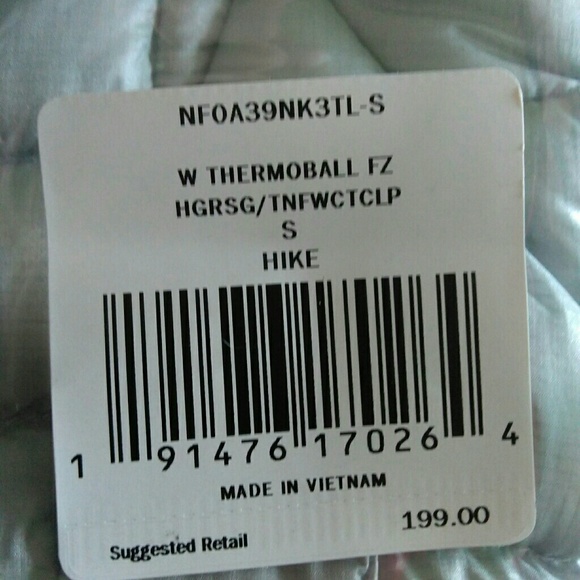 NF0A39NK3TL-S
W THERMOBALL FZ
HGRSG/TNFWCTCLP
S
HIKE
1 91476 17026 4
MADE IN VIETNAM
199.00
Suggested Retail